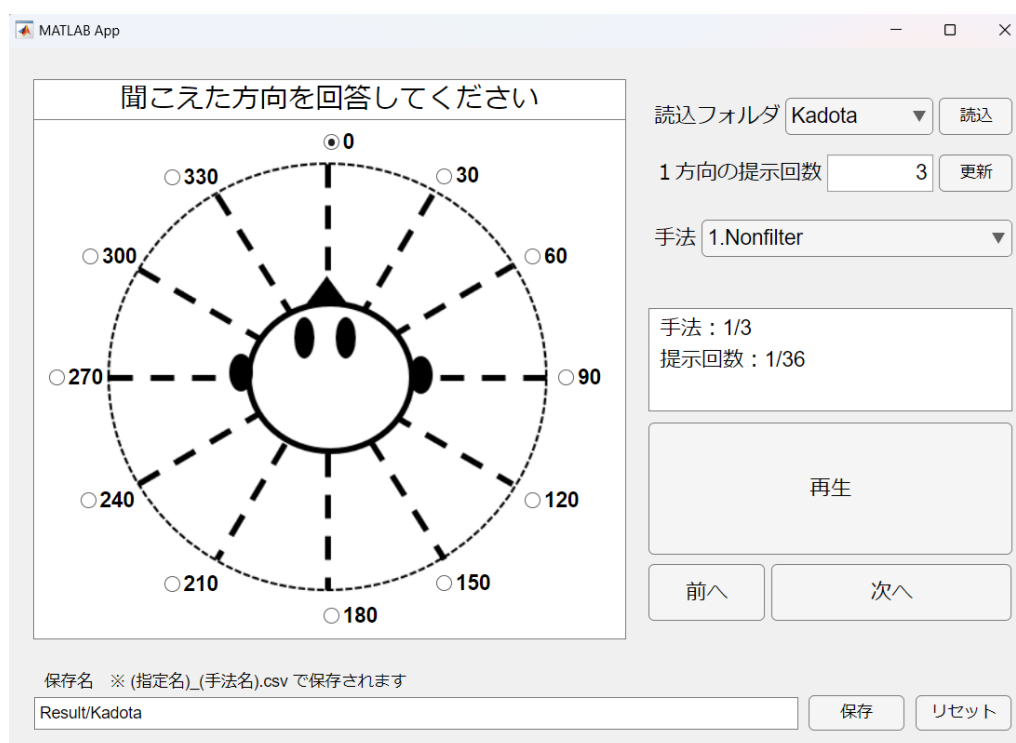 MATLAB App
聞こえた方向を回答してください
0
30
60
90
120
150
180
210
240
270
300
330
読込フォルダ Kadota 読込
1方向の提示回数 3 更新
手法 1.Nonfilter
手法：1/3
提示回数：1/36
再生
前へ 次へ
保存名 ※ (指定名)_(手法名).csv で保存されます
Result/Kadota 保存 リセット